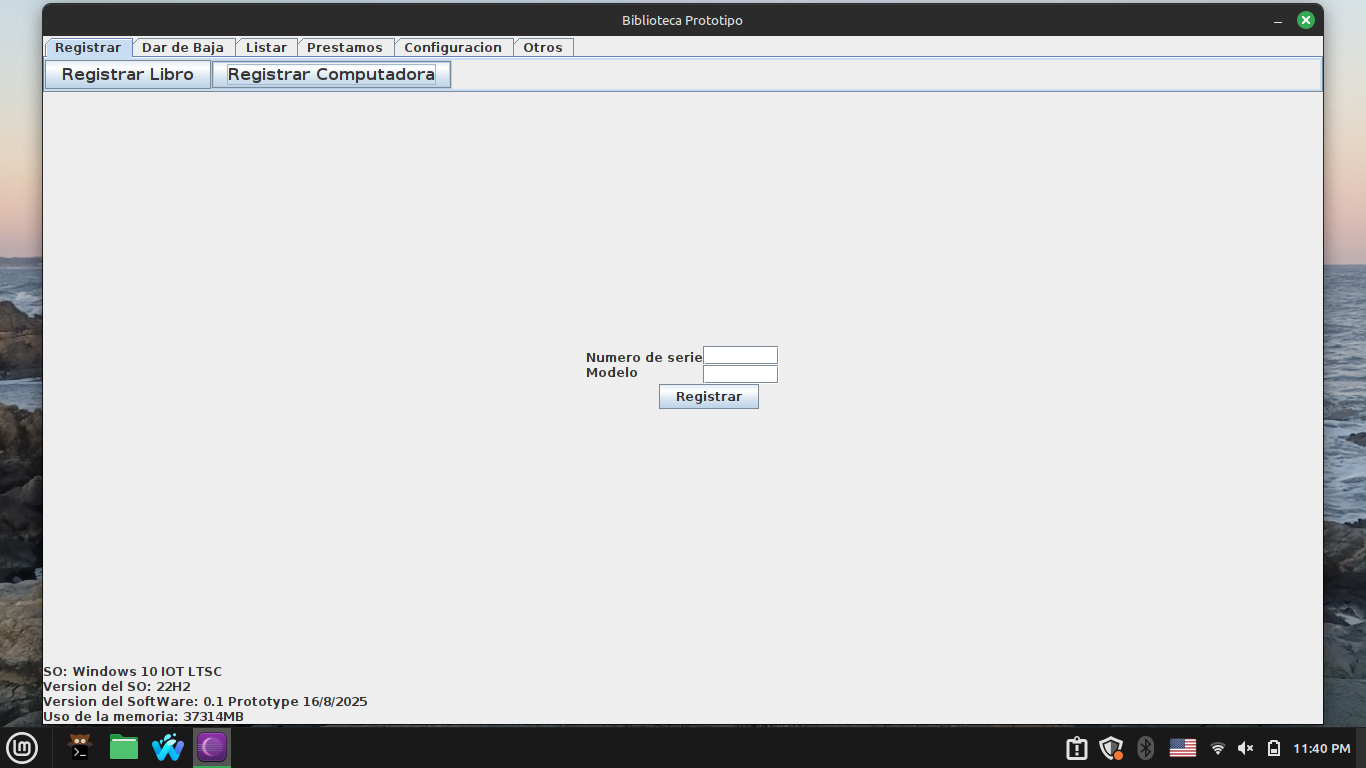 Biblioteca Prototipo
Registrar Dar de Baja Listar Prestamos Configuracion Otros
Registrar Libro Registrar Computadora
Numero de serie
Modelo
Registrar
SO: Windows 10 IOT LTSC
Version del SO: 22H2
Version del SoftWare: 0.1 Prototype 16/8/2025
Uso de la memoria: 37314MB
11:40 PM